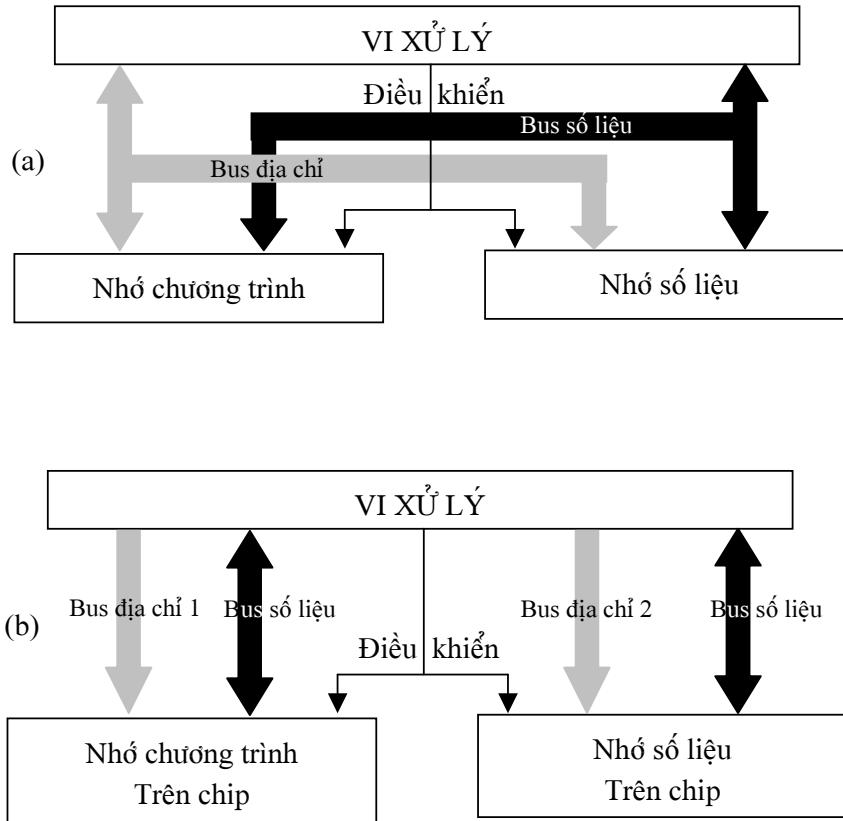 VI XỬ LÝ
Điều khiển
Bus số liệu
(a)
Bus địa chỉ
Nhớ chương trình
Nhớ số liệu
VI XỬ LÝ
Bus địa chỉ 1
Bus số liệu
Bus địa chỉ 2
Bus số liệu
(b)
Điều khiển
Nhớ chương trình
Trên chip
Nhớ số liệu
Trên chip